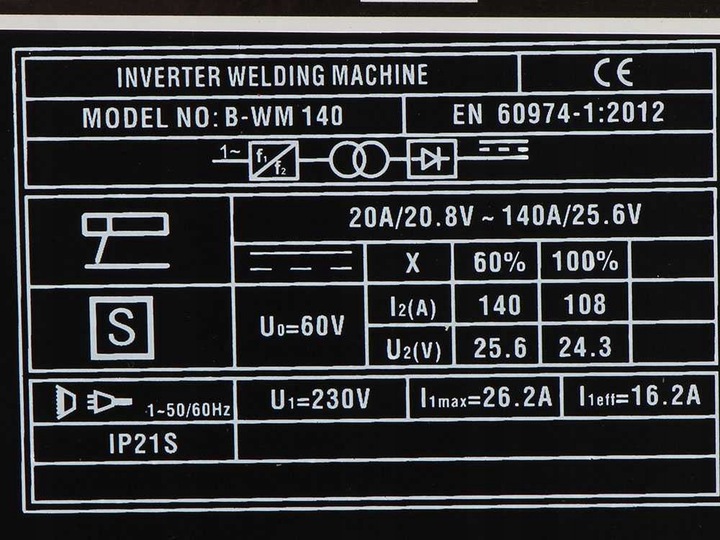 INVERTER WELDING MACHINE CE
MODEL NO: B-WM 140 EN 60974-1:2012
1~ f₁ f₂
20A/20.8V ~ 140A/25.6V
X 60% 100%
S U₀=60V I₂(A) 140 108
U₂(V) 25.6 24.3
1~50/60Hz U₁=230V I₁max=26.2A I₁eff=16.2A
IP21S